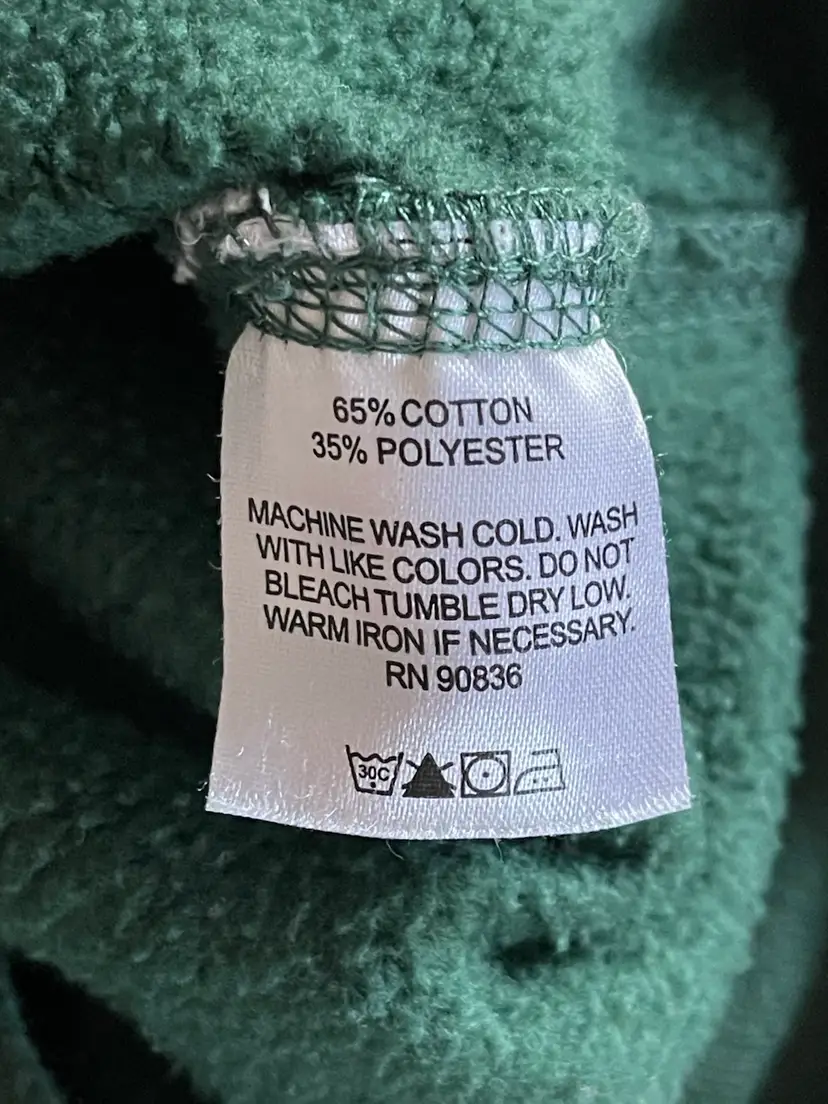 65% COTTON
35% POLYESTER
MACHINE WASH COLD. WASH
WITH LIKE COLORS. DO NOT
BLEACH TUMBLE DRY LOW.
WARM IRON IF NECESSARY.
RN 90836
30C